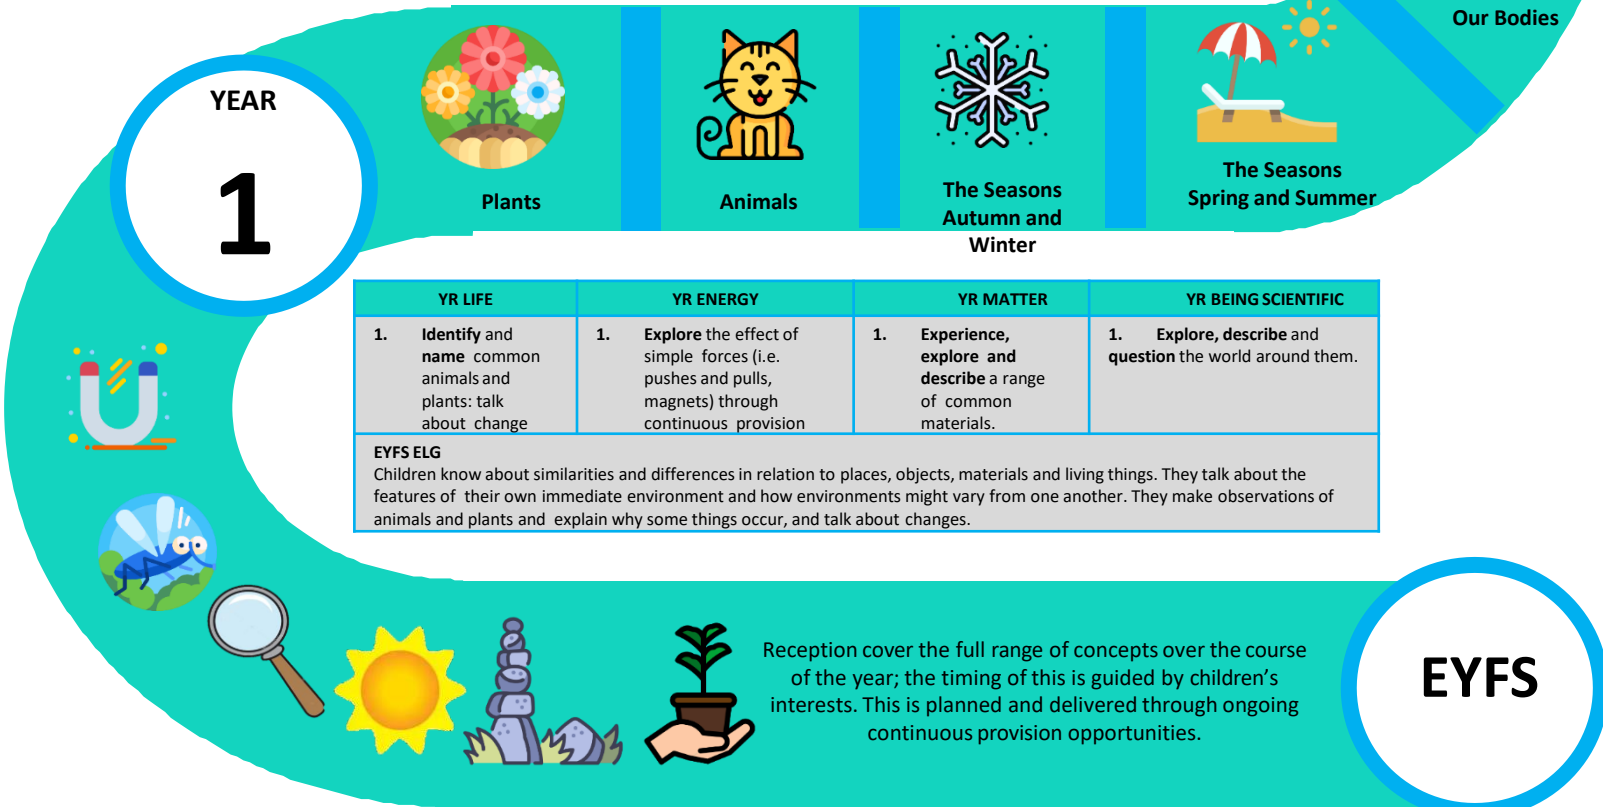 Our Bodies
YEAR
1
Plants
Animals
The Seasons
Autumn and
Winter
The Seasons
Spring and Summer
YR LIFE
YR ENERGY
YR MATTER
YR BEING SCIENTIFIC
1. Identify and
name common
animals and
plants: talk
about change
1. Explore the effect of
simple forces (i.e.
pushes and pulls,
magnets) through
continuous provision
1. Experience,
explore and
describe a range
of common
materials.
1. Explore, describe and
question the world around them.
EYFS ELG
Children know about similarities and differences in relation to places, objects, materials and living things. They talk about the
features of their own immediate environment and how environments might vary from one another. They make observations of
animals and plants and explain why some things occur, and talk about changes.
Reception cover the full range of concepts over the course
of the year; the timing of this is guided by children's
interests. This is planned and delivered through ongoing
continuous provision opportunities.
EYFS